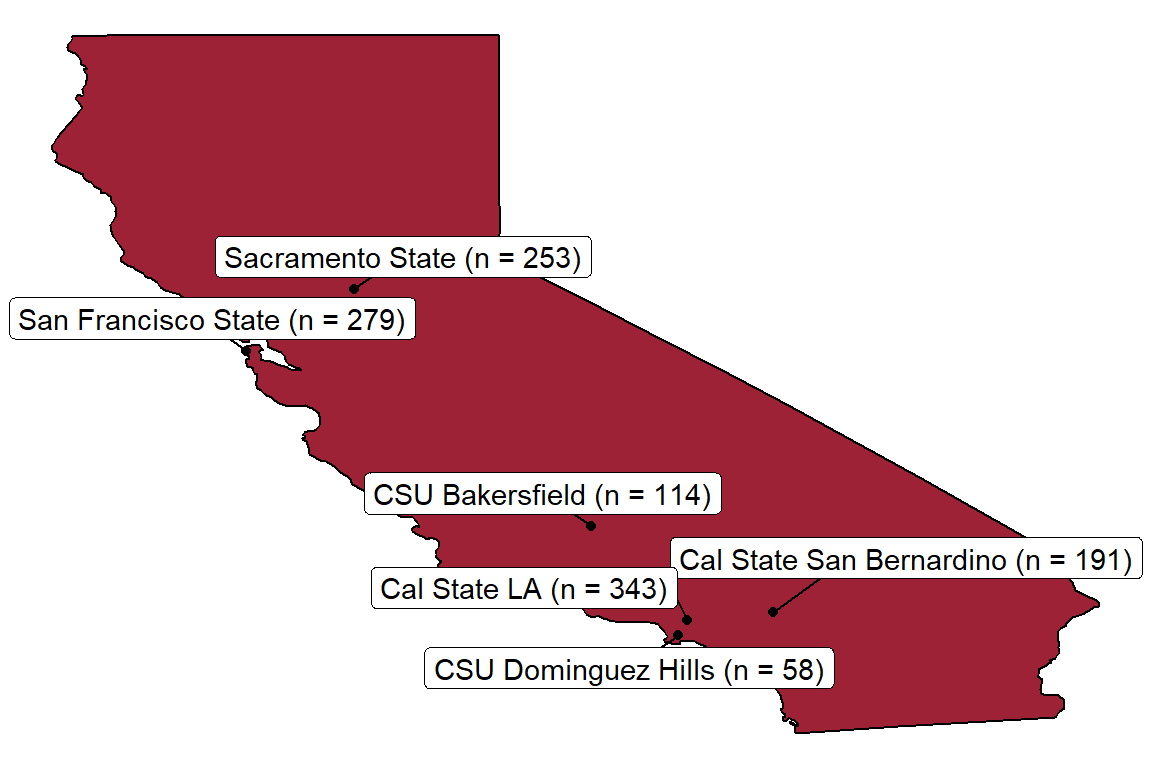 Sacramento State (n = 253)
San Francisco State (n = 279)
CSU Bakersfield (n = 114)
Cal State San Bernardino (n = 191)
Cal State LA (n = 343)
CSU Dominguez Hills (n = 58)